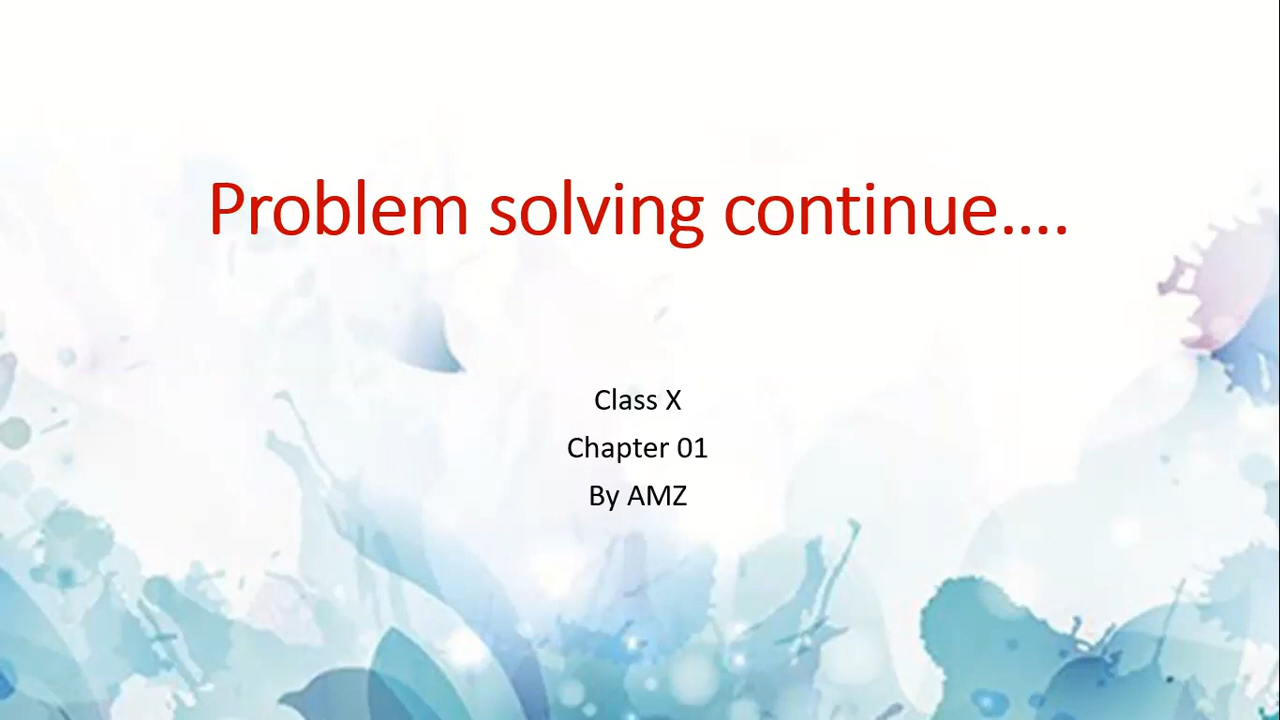 Problem solving continue....
Class X
Chapter 01
By AMZ